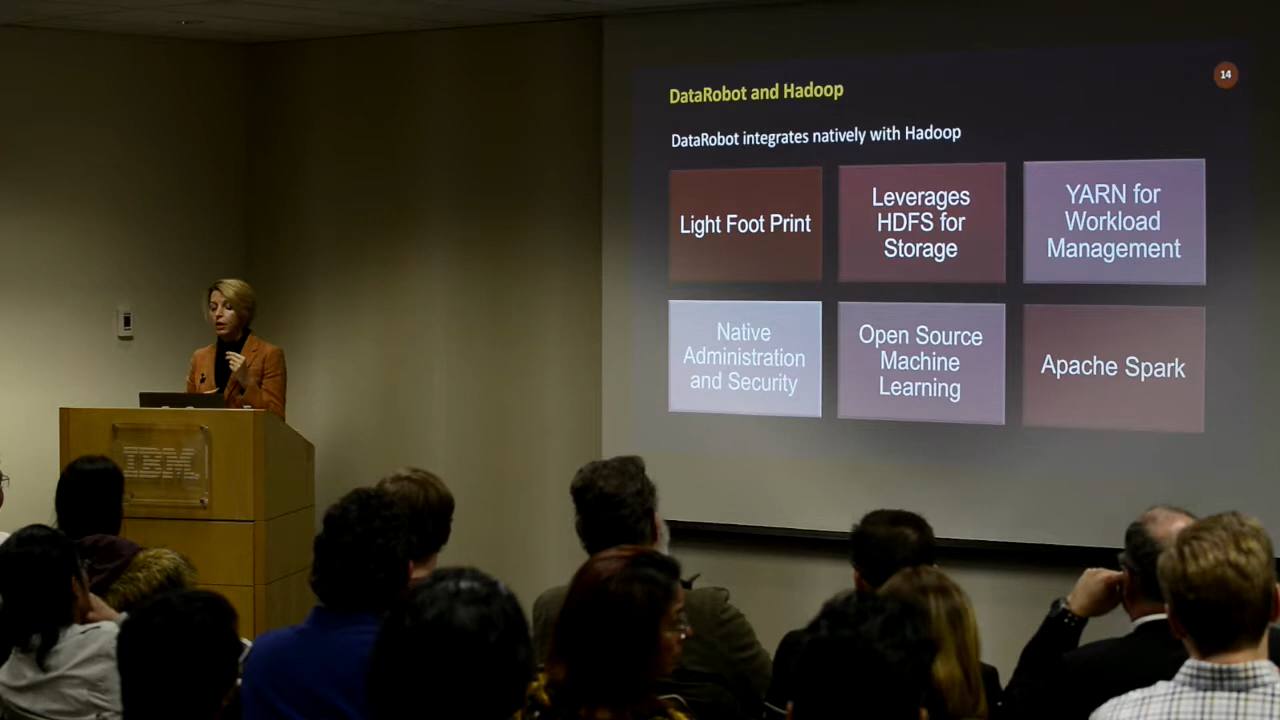 DataRobot and Hadoop
14
DataRobot integrates natively with Hadoop
Light Foot Print
Leverages
HDFS for
Storage
YARN for
Workload
Management
Native
Administration
and Security
Open Source
Machine
Learning
Apache Spark
IBM